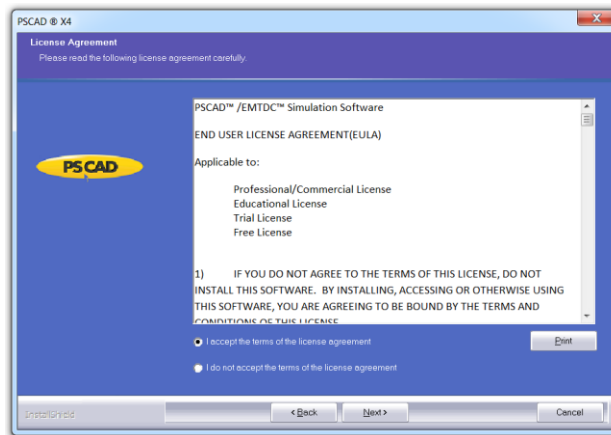 PSCAD ® X4
License Agreement
Please read the following license agreement carefully.
PSCAD™ /EMTDC™ Simulation Software
END USER LICENSE AGREEMENT(EULA)
Applicable to:
Professional/Commercial License
Educational License
Trial License
Free License
PSCAD
1) IF YOU DO NOT AGREE TO THE TERMS OF THIS LICENSE, DO NOT
INSTALL THIS SOFTWARE. BY INSTALLING, ACCESSING OR OTHERWISE USING
THIS SOFTWARE, YOU ARE AGREEING TO BE BOUND BY THE TERMS AND
CONDITIONS OF THIS LICENSE
I accept the terms of the license agreement
Print
I do not accept the terms of the license agreement
InstallShield
< Back
Next >
Cancel